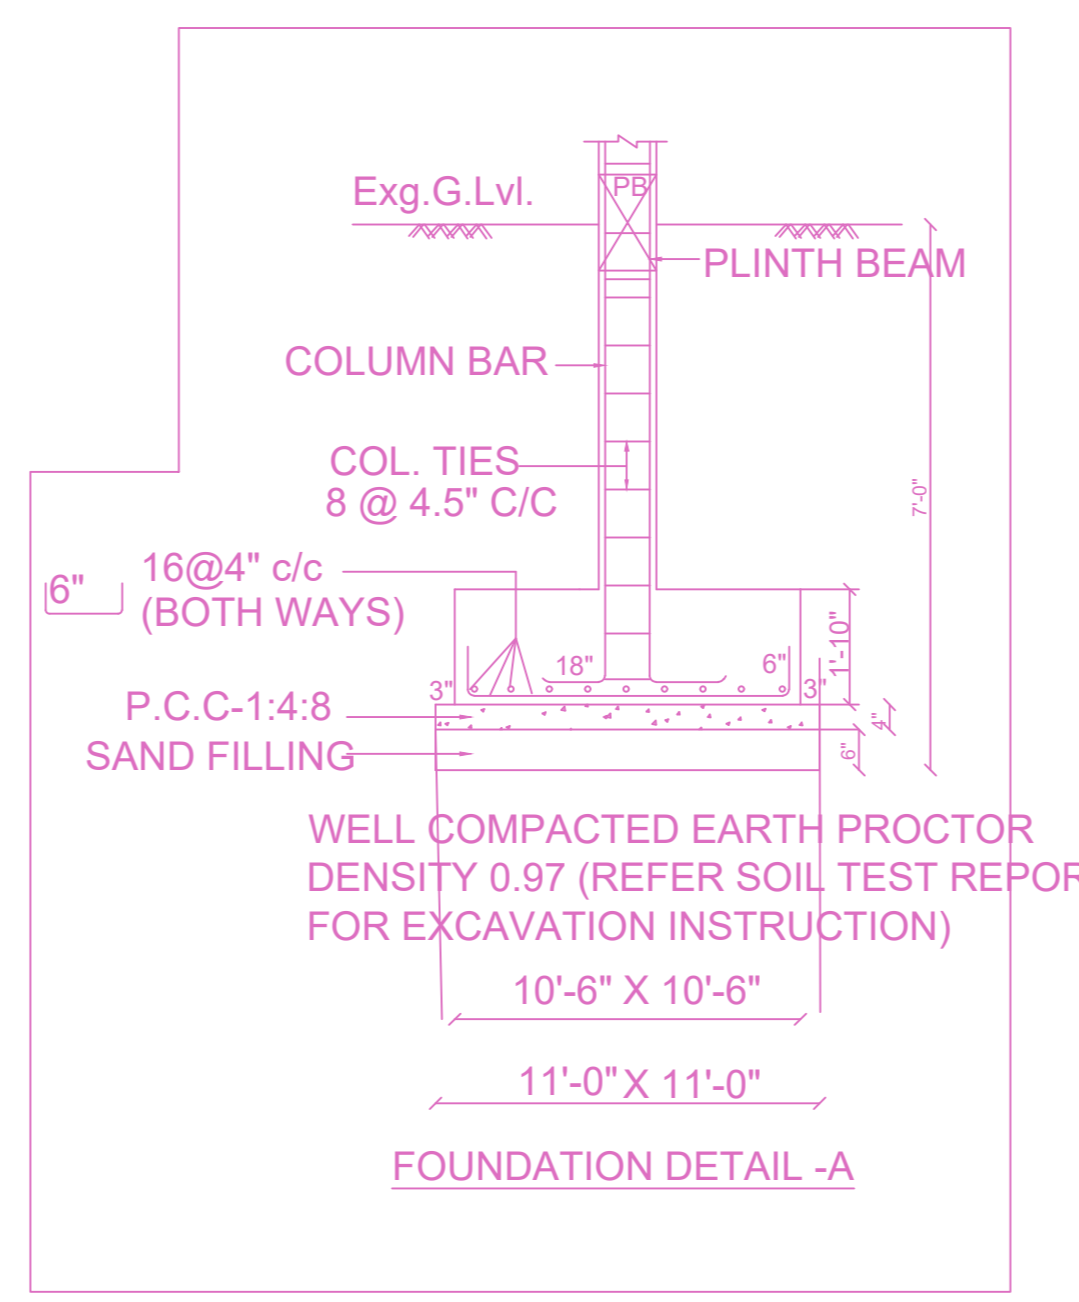 Exg.G.Lvl.
PB
PLINTH BEAM
COLUMN BAR
COL. TIES
8 @ 4.5" C/C
7'-0"
6"
16@4" c/c
(BOTH WAYS)
1'-10"
18"
6"
3"
3"
P.C.C-1:4:8
4"
SAND FILLING
6"
WELL COMPACTED EARTH PROCTOR
DENSITY 0.97 (REFER SOIL TEST REPOR
FOR EXCAVATION INSTRUCTION)
10'-6" X 10'-6"
11'-0" X 11'-0"
FOUNDATION DETAIL -A